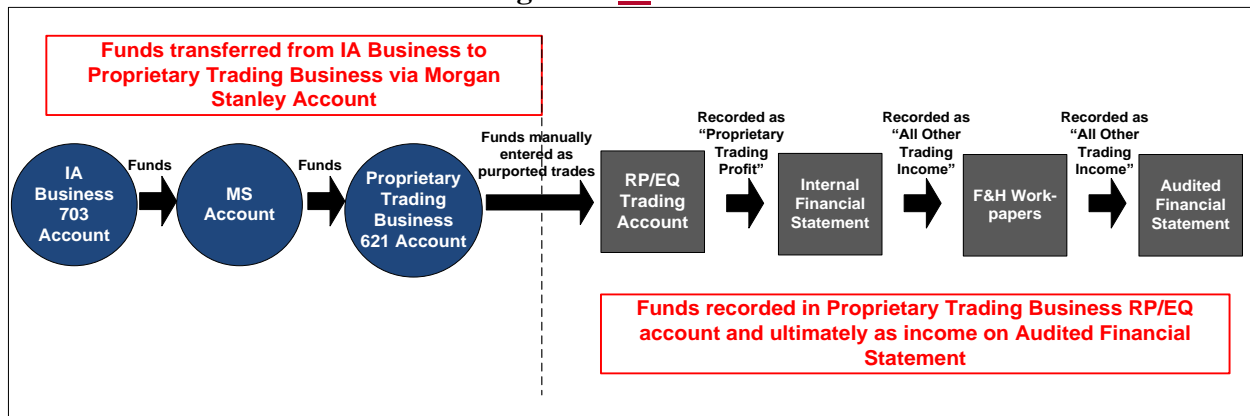 Funds transferred from IA Business to
Proprietary Trading Business via Morgan
Stanley Account
IA
Business
703
Account
Funds
MS
Account
Funds
Proprietary
Trading
Business
621 Account
Funds manually
entered as
purported trades
RP/EQ
Trading
Account
Recorded as
“Proprietary
Trading
Profit”
Internal
Financial
Statement
Recorded as
“All Other
Trading
Income”
F&H Work-
papers
Recorded as
“All Other
Trading
Income”
Audited
Financial
Statement
Funds recorded in Proprietary Trading Business RP/EQ
account and ultimately as income on Audited Financial
Statement